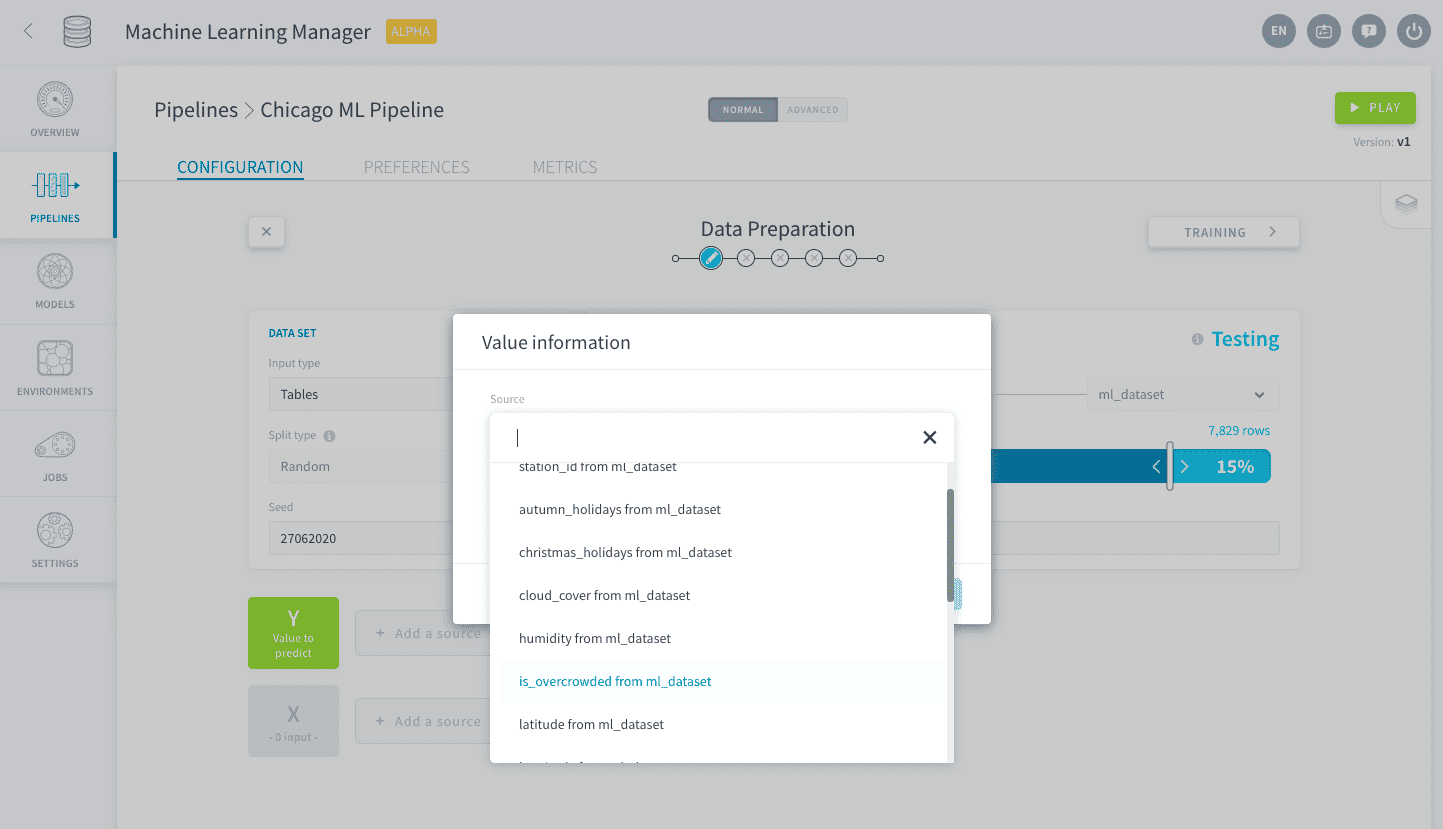 Machine Learning Manager
ALPHA
EN
OVERVIEW
PIPELINES
MODELS
ENVIRONMENTS
JOBS
SETTINGS
Pipelines > Chicago ML Pipeline
NORMAL
ADVANCED
PLAY
Version: v1
CONFIGURATION
PREFERENCES
METRICS
Data Preparation
TRAINING
DATA SET
Testing
Input type
Tables
ml_dataset
Split type
7,829 rows
Random
15%
Seed
27062020
Value information
Source
station_id from ml_dataset
autumn_holidays from ml_dataset
christmas_holidays from ml_dataset
cloud_cover from ml_dataset
humidity from ml_dataset
is_overcrowded from ml_dataset
latitude from ml_dataset
Y
Value to
predict
+ Add a source
X
- 0 input -
+ Add a source